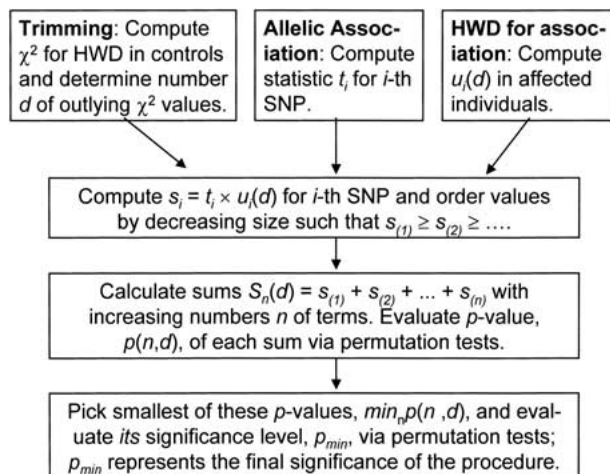 Trimming: Compute
χ² for HWD in controls
and determine number
d of outlying χ² values.
Allelic Assoc-
iation: Compute
statistic tᵢ for i-th
SNP.
HWD for assoc-
iation: Compute
uᵢ(d) in affected
individuals.
Compute sᵢ = tᵢ × uᵢ(d) for i-th SNP and order values
by decreasing size such that s₍₁₎ ≥ s₍₂₎ ≥ ….
Calculate sums Sₙ(d) = s₍₁₎ + s₍₂₎ + ... + s₍ₙ₎ with
increasing numbers n of terms. Evaluate p-value,
p(n,d), of each sum via permutation tests.
Pick smallest of these p-values, minₙp(n ,d), and eval-
uate its significance level, pₘᵢₙ, via permutation tests;
pₘᵢₙ represents the final significance of the procedure.